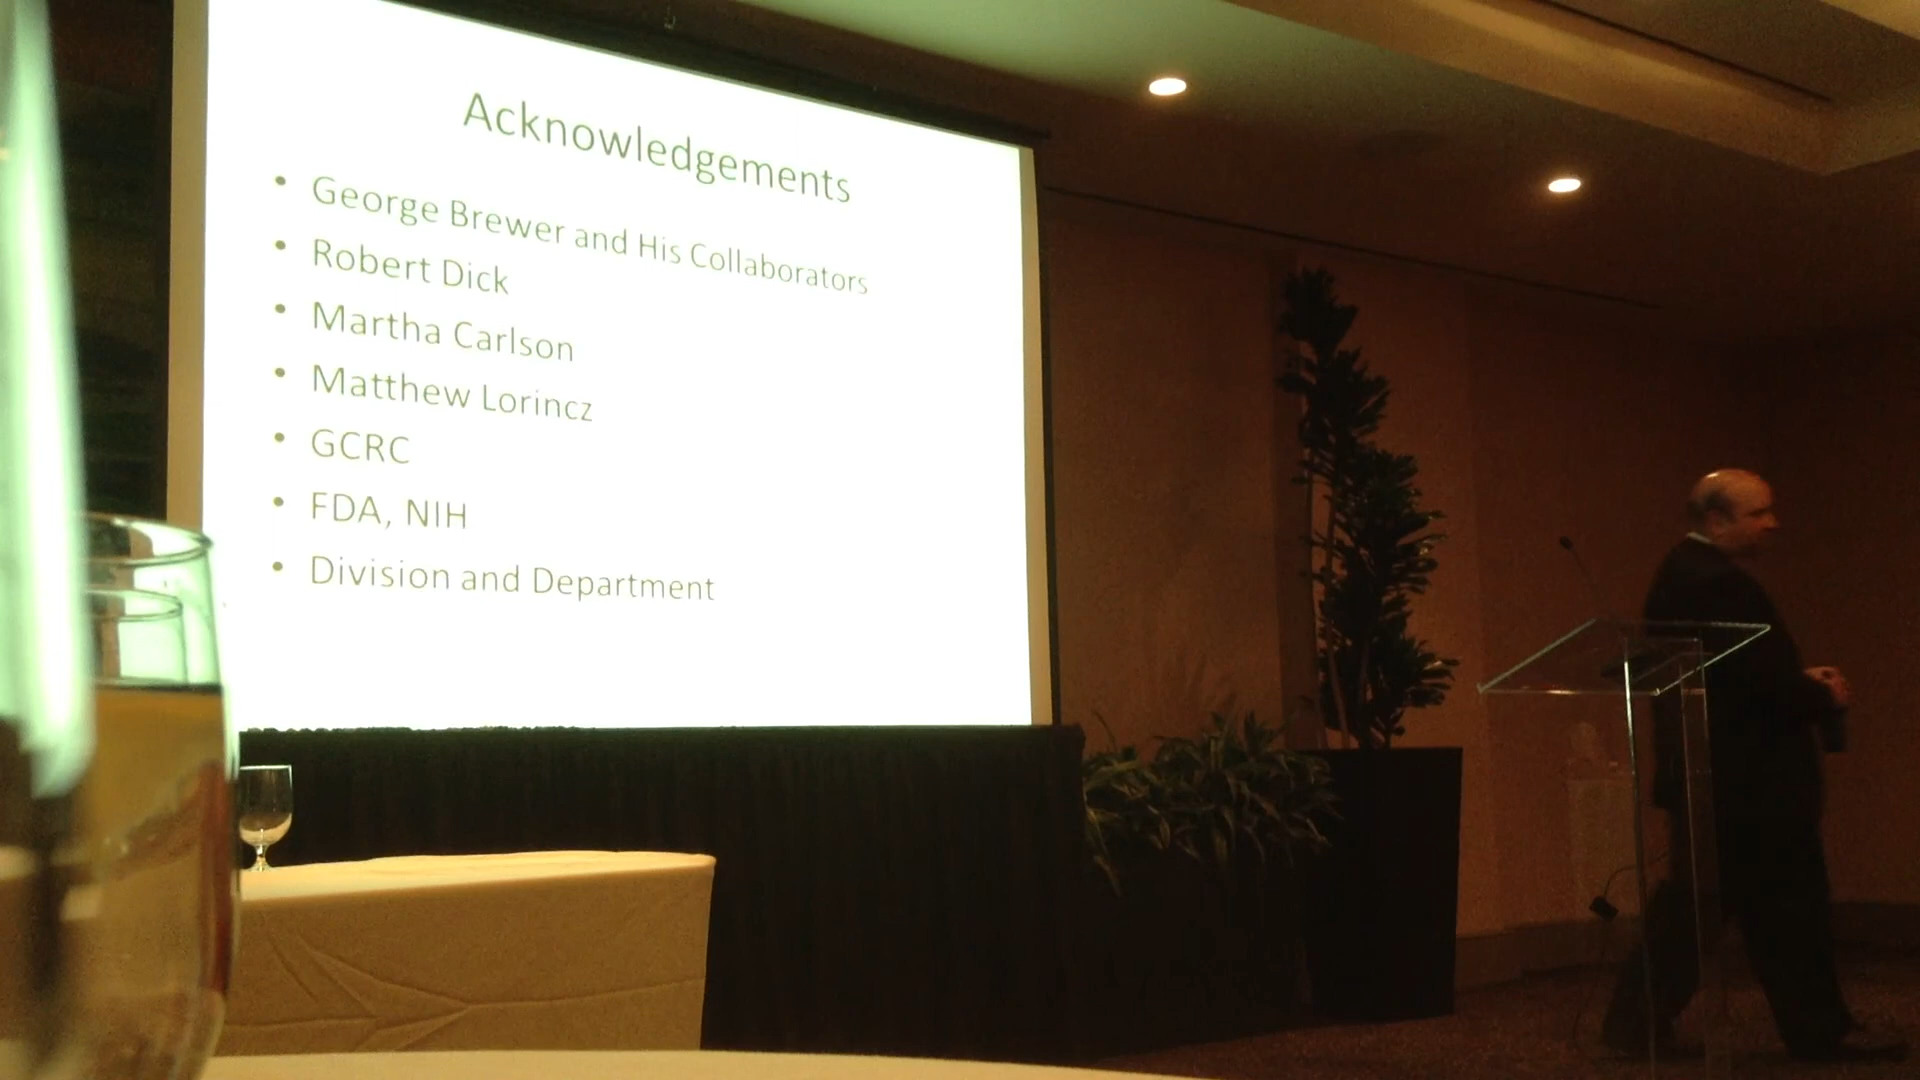 Acknowledgements
• George Brewer and His Collaborators
• Robert Dick
• Martha Carlson
• Matthew Lorincz
• GCRC
• FDA, NIH
• Division and Department